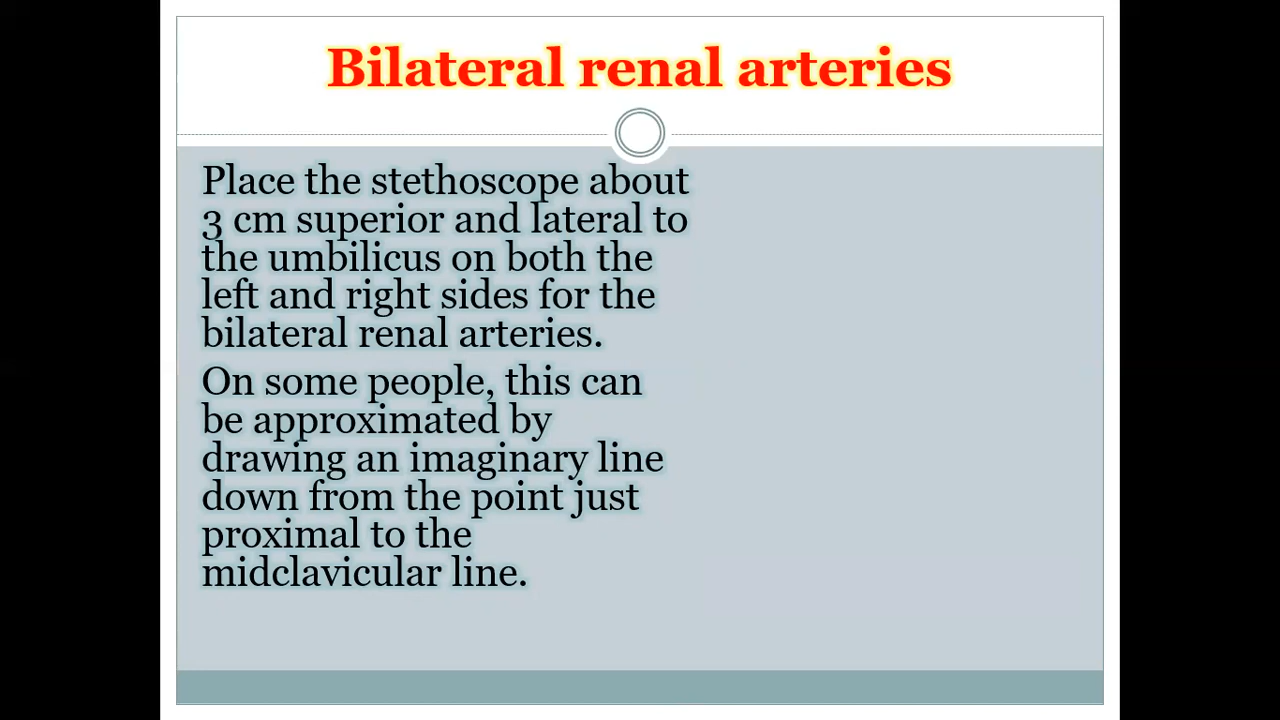 Bilateral renal arteries
Place the stethoscope about
3 cm superior and lateral to
the umbilicus on both the
left and right sides for the
bilateral renal arteries.
On some people, this can
be approximated by
drawing an imaginary line
down from the point just
proximal to the
midclavicular line.